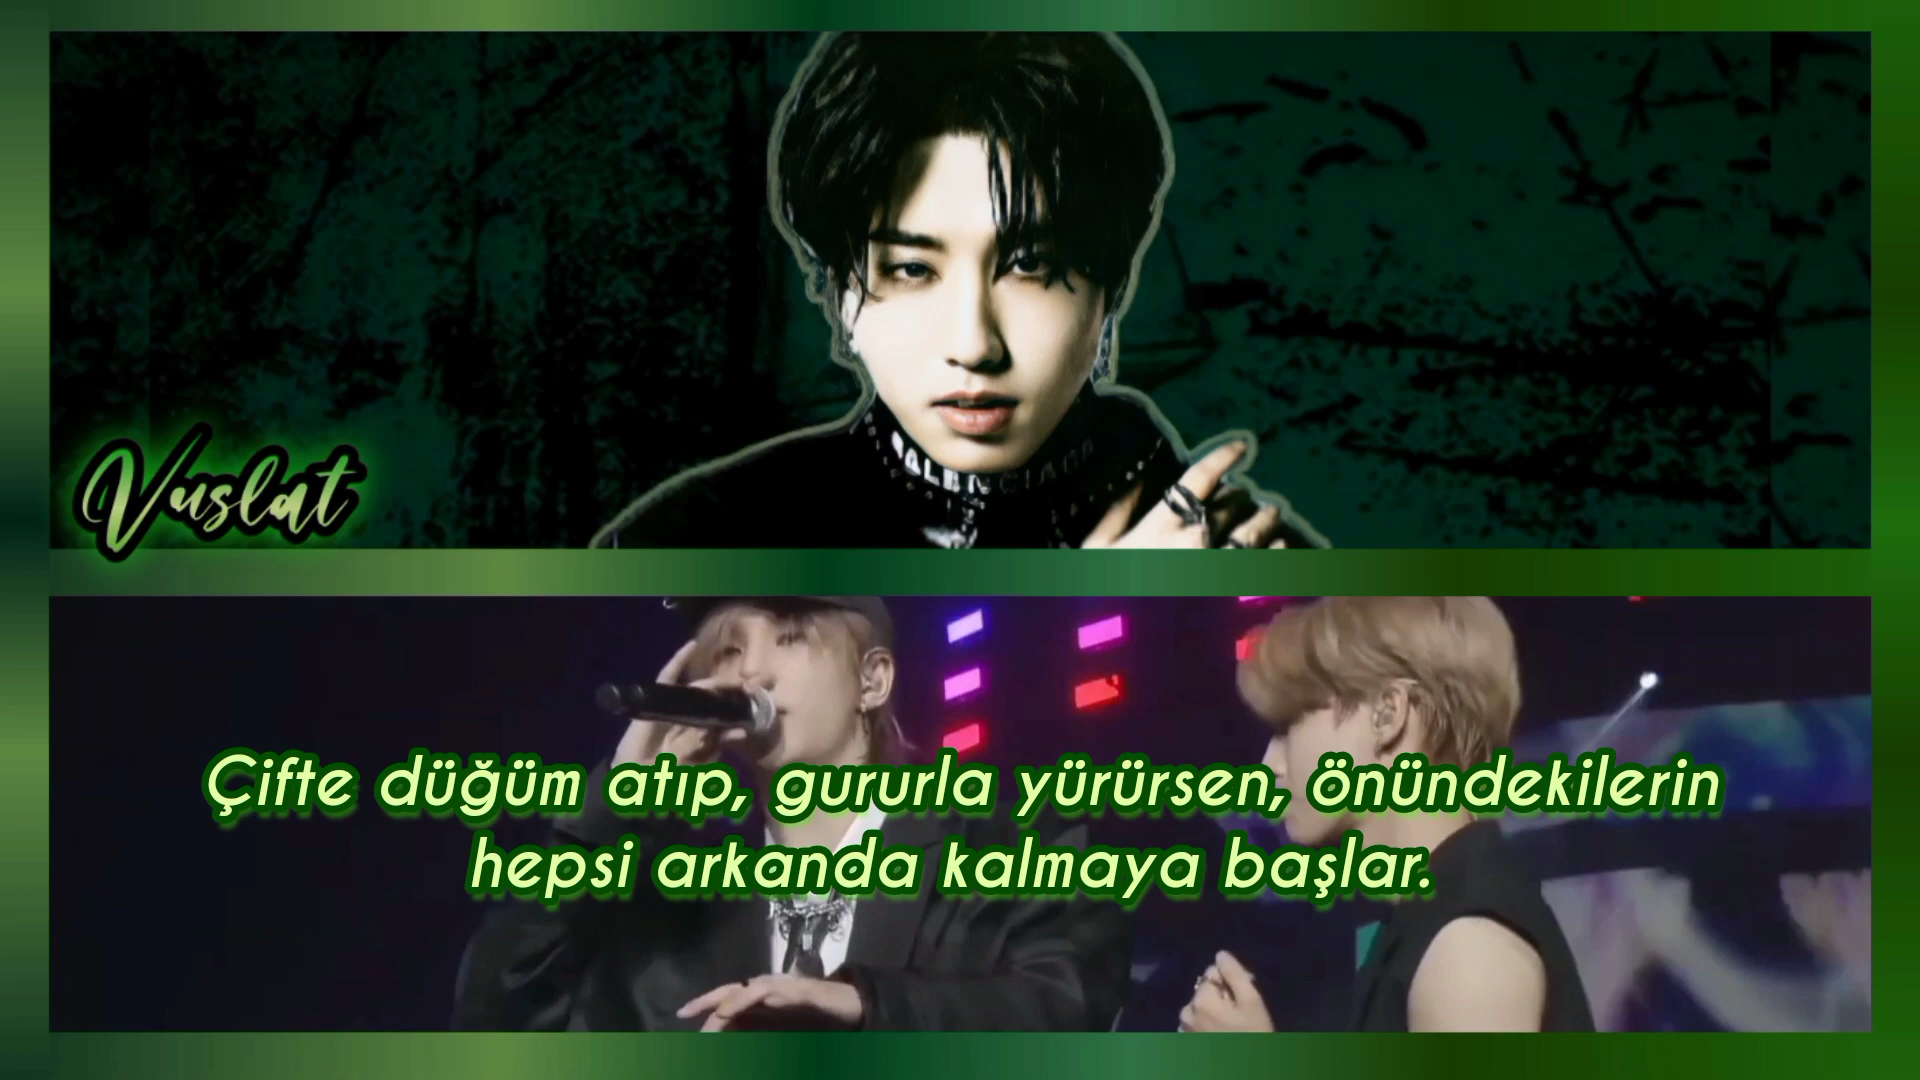 Vuslat
Çifte düğüm atıp, gururla yürürsen, önündekilerin
hepsi arkanda kalmaya başlar.